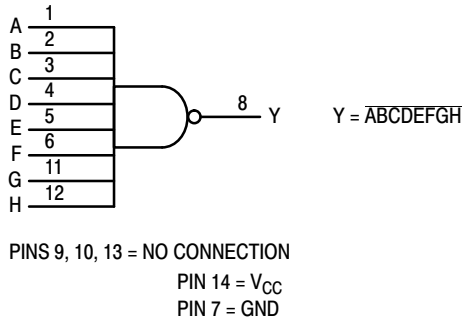 A 1
B 2
C 3
D 4
E 5
F 6
G 11
H 12
8 Y
Y = ABCDEFGH
PINS 9, 10, 13 = NO CONNECTION
PIN 14 = VCC
PIN 7 = GND